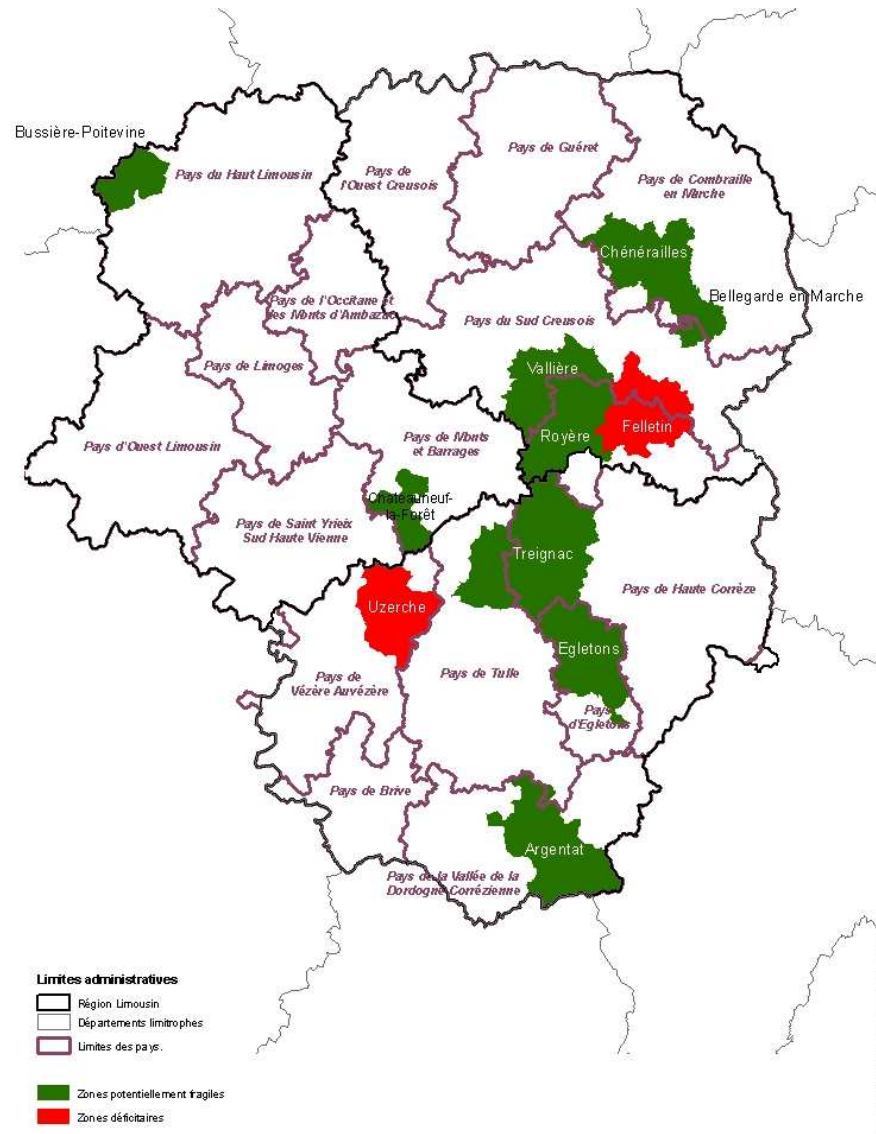 Bussière-Poitevine
Pays du Haut Limousin
Pays de
l'Ouest Creusois
Pays de Guéret
Pays de Combraille
en Marche
Chénérailles
Bellegarde en Marche
Pays de l'Occitane et
des Monts d'Ambazac
Pays du Sud Creusois
Pays de Limoges
Vallière
Felletin
Royère
Pays d'Ouest Limousin
Pays de Monts
et Barrages
Chateauneuf-
la-Forêt
Pays de Saint Yrieix
Sud Haute Vienne
Treignac
Pays de Haute Corrèze
Uzerche
Egletons
Pays de
Vézère Auvézère
Pays de Tulle
Pays
d'Egletons
Pays de Brive
Argentat
Pays de la Vallée de la
Dordogne Corrézienne
Limites administratives
Région Limousin
Départements limitrophes
Limites des pays.
Zones potentiellement fragiles
Zones déficitaires